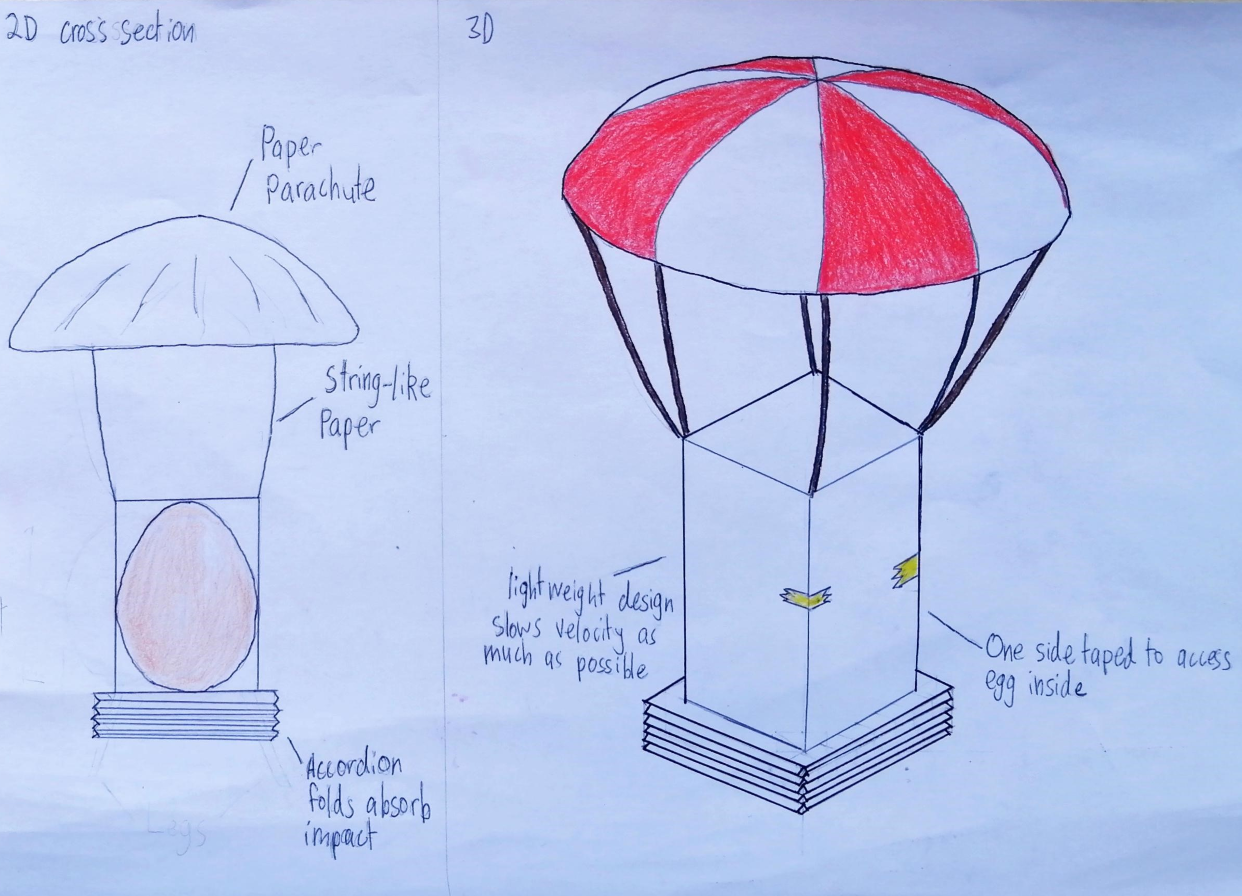 2D cross section
Paper
Parachute
String-like
Paper
Accordion
folds absorb
impact
Legs
3D
lightweight design
slows velocity as
much as possible
One side taped to access
egg inside